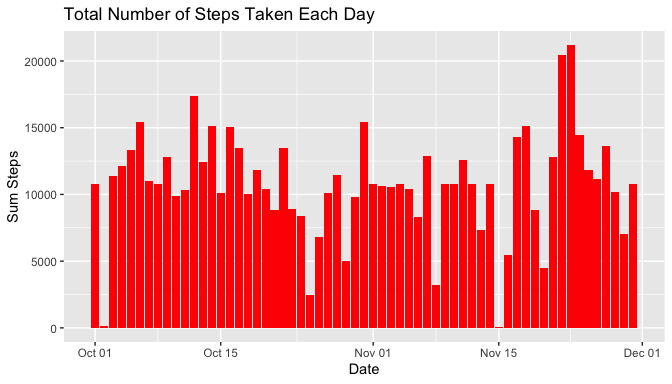 Total Number of Steps Taken Each Day
Sum Steps
20000
15000
10000
5000
0
Oct 01 Oct 15 Nov 01 Nov 15 Dec 01
Date